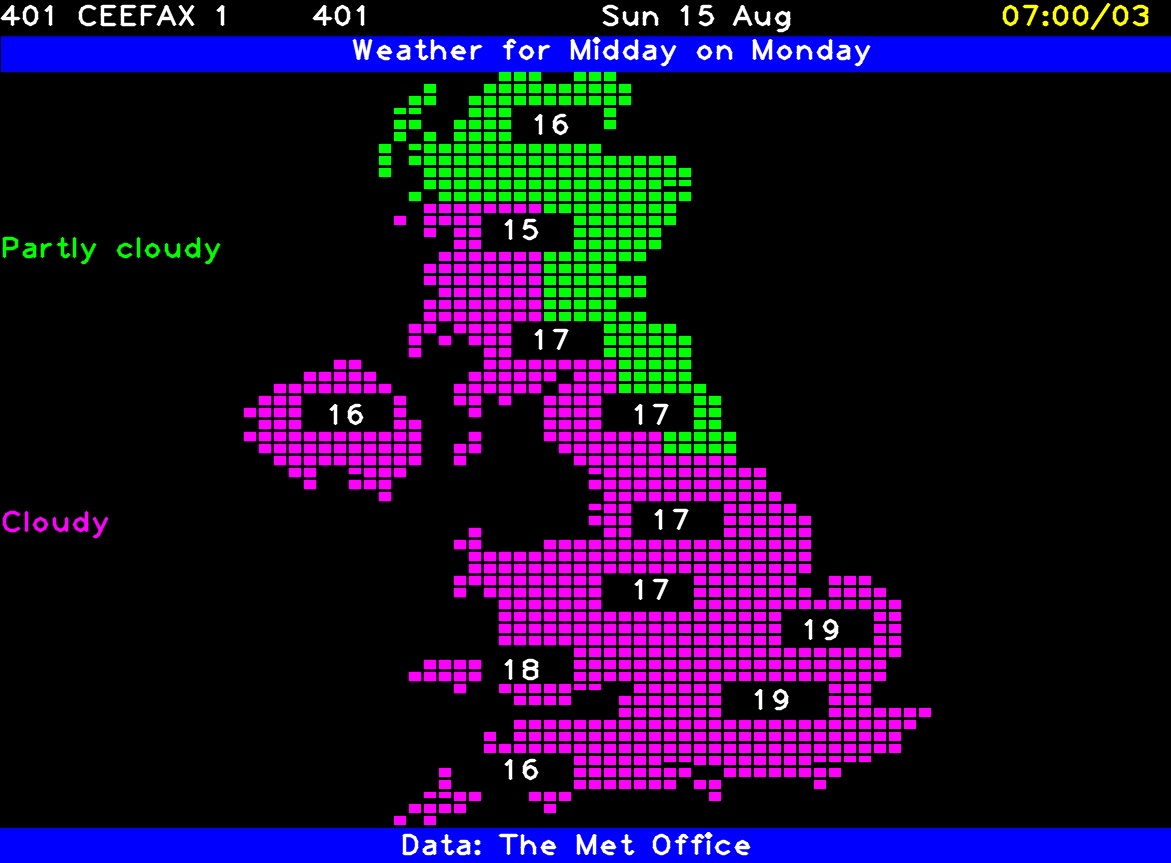 401 CEEFAX 1 401 Sun 15 Aug 07:00/03
Weather for Midday on Monday
16
15
Partly cloudy
17
16 17
17
Cloudy
17
19
18
19
16
Data: The Met Office